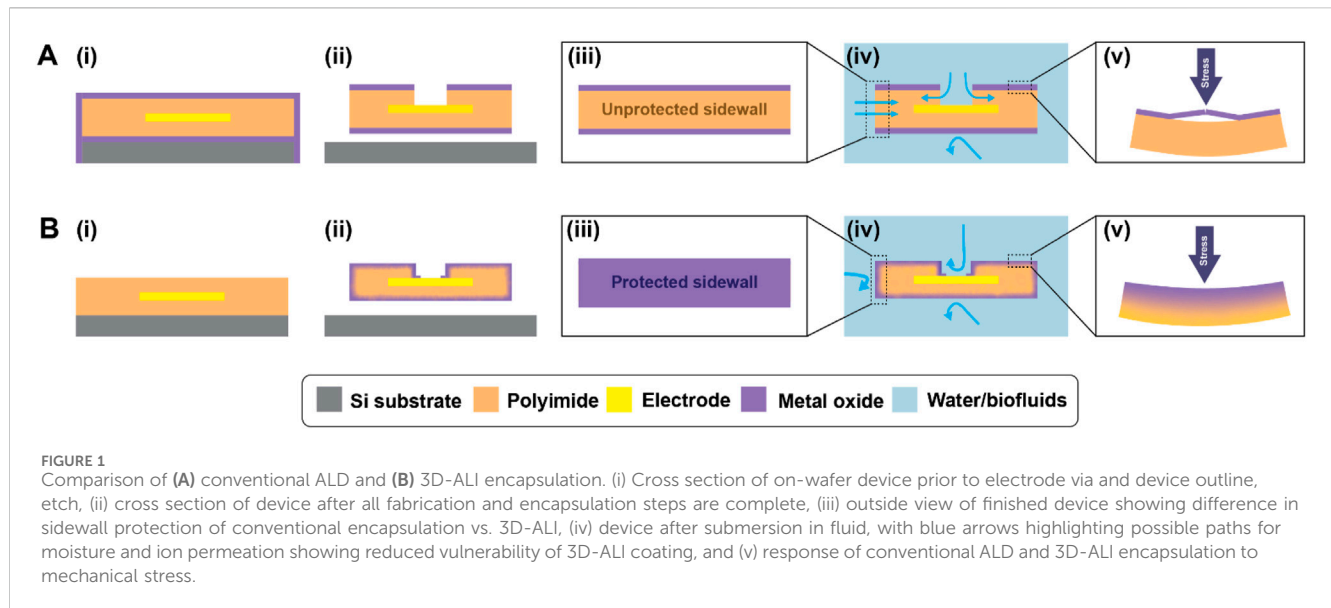 A (i) (ii) (iii) (iv) (v)
Unprotected sidewall
Stress
B (i) (ii) (iii) (iv) (v)
Protected sidewall
Stress
Si substrate Polyimide Electrode Metal oxide Water/biofluids
FIGURE 1
Comparison of (A) conventional ALD and (B) 3D-ALI encapsulation. (i) Cross section of on-wafer device prior to electrode via and device outline,
etch, (ii) cross section of device after all fabrication and encapsulation steps are complete, (iii) outside view of finished device showing difference in
sidewall protection of conventional encapsulation vs. 3D-ALI, (iv) device after submersion in fluid, with blue arrows highlighting possible paths for
moisture and ion permeation showing reduced vulnerability of 3D-ALI coating, and (v) response of conventional ALD and 3D-ALI encapsulation to
mechanical stress.